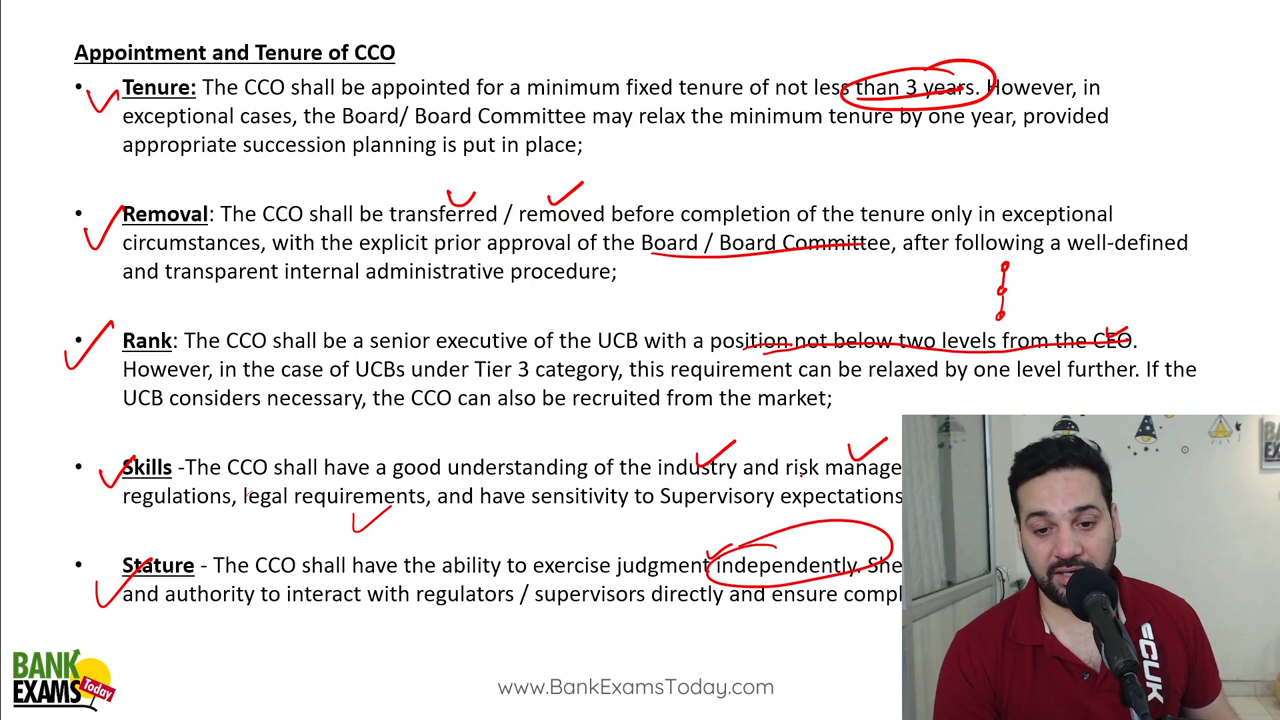 Appointment and Tenure of CCO
• Tenure: The CCO shall be appointed for a minimum fixed tenure of not less than 3 years. However, in
exceptional cases, the Board/ Board Committee may relax the minimum tenure by one year, provided
appropriate succession planning is put in place;
• Removal: The CCO shall be transferred / removed before completion of the tenure only in exceptional
circumstances, with the explicit prior approval of the Board / Board Committee, after following a well-defined
and transparent internal administrative procedure;
• Rank: The CCO shall be a senior executive of the UCB with a position not below two levels from the CEO.
However, in the case of UCBs under Tier 3 category, this requirement can be relaxed by one level further. If the
UCB considers necessary, the CCO can also be recruited from the market;
• Skills -The CCO shall have a good understanding of the industry and risk manage
regulations, legal requirements, and have sensitivity to Supervisory expectations
• Stature - The CCO shall have the ability to exercise judgment independently. She
and authority to interact with regulators / supervisors directly and ensure compl
BANK
EXAMS
Today
www.BankExamsToday.com
ECUK